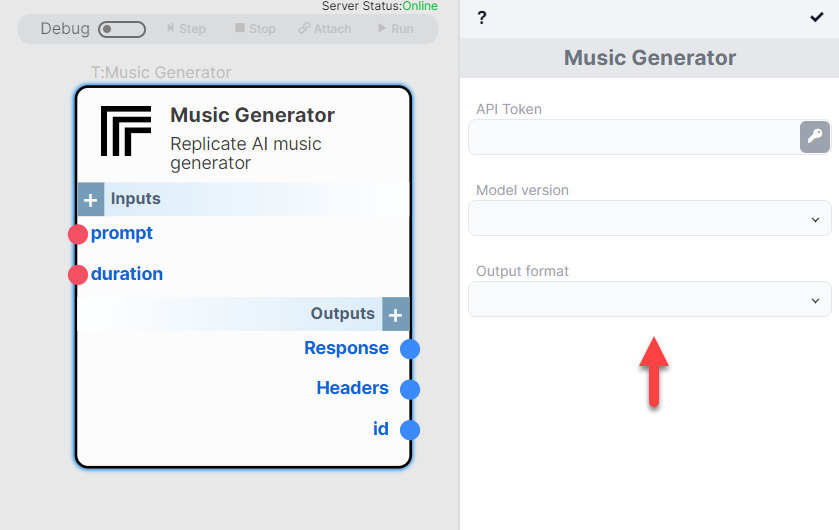 Server Status:Online
Debug Step Stop Attach Run
T:Music Generator
Music Generator
Replicate AI music
generator
+ Inputs
prompt
duration
Outputs +
Response
Headers
id
?
Music Generator
API Token
Model version
Output format